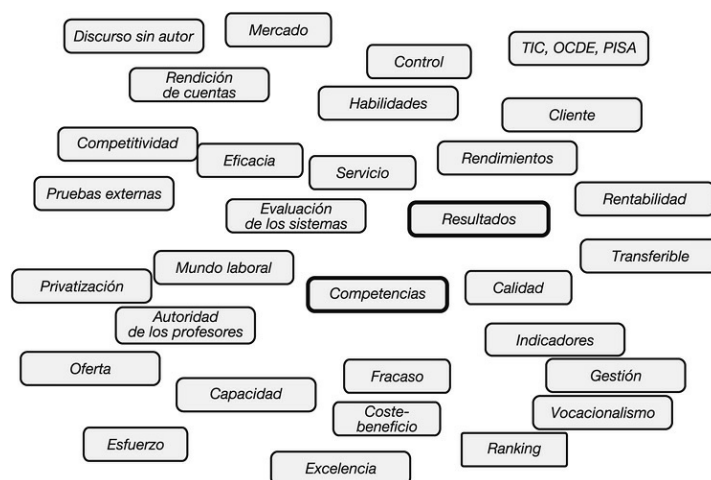 Discurso sin autor
Mercado
TIC, OCDE, PISA
Control
Rendición
de cuentas
Habilidades
Cliente
Competitividad
Eficacia
Servicio
Rendimientos
Pruebas externas
Rentabilidad
Evaluación
de los sistemas
Resultados
Transferible
Mundo laboral
Privatización
Competencias
Calidad
Autoridad
de los profesores
Indicadores
Oferta
Fracaso
Gestión
Capacidad
Coste-
beneficio
Vocacionalismo
Esfuerzo
Ranking
Excelencia